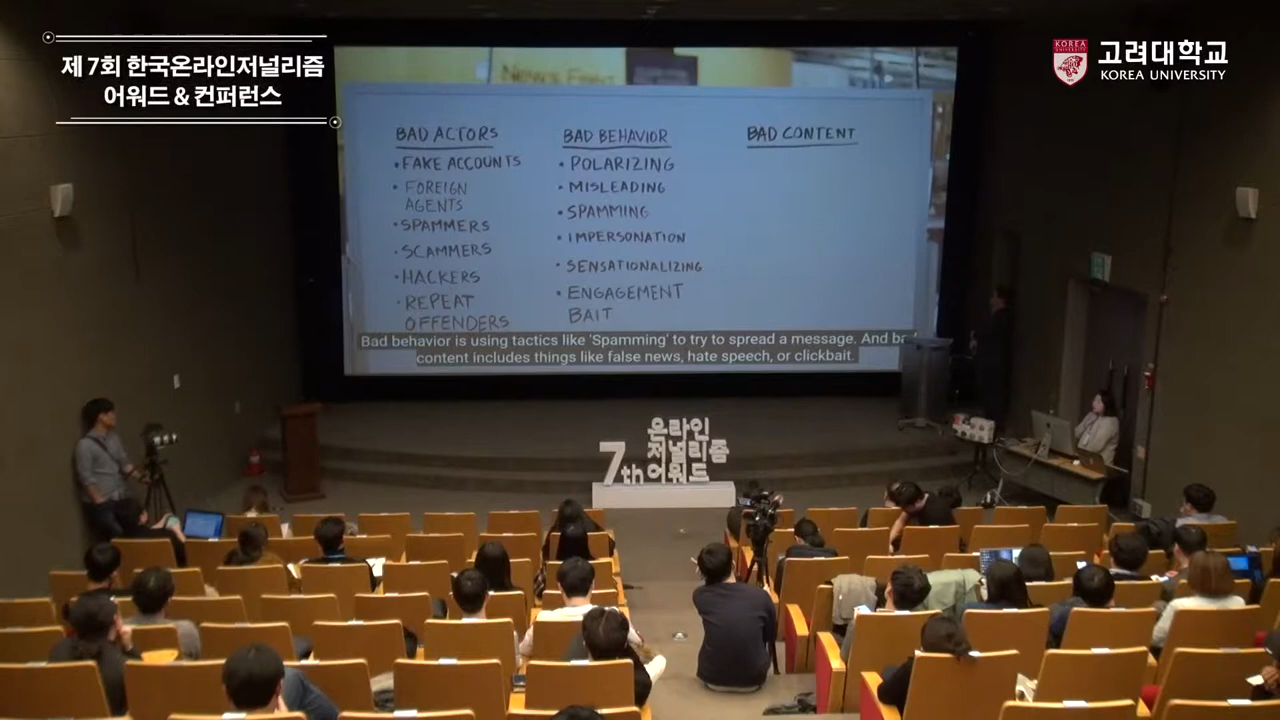 제 7회 한국온라인저널리즘
어워드 & 컨퍼런스
KOREA
고려대학교
KOREA UNIVERSITY
News Feed
BAD ACTORS
• FAKE ACCOUNTS
• FOREIGN
AGENTS
• SPAMMERS
• SCAMMERS
• HACKERS
• REPEAT
OFFENDERS
BAD BEHAVIOR
• POLARIZING
• MISLEADING
• SPAMMING
• IMPERSONATION
• SENSATIONALIZING
• ENGAGEMENT
BAIT
BAD CONTENT
Bad behavior is using tactics like 'Spamming' to try to spread a message. And bad
content includes things like false news, hate speech, or clickbait.
7th
온라인
저널리즘
어워드